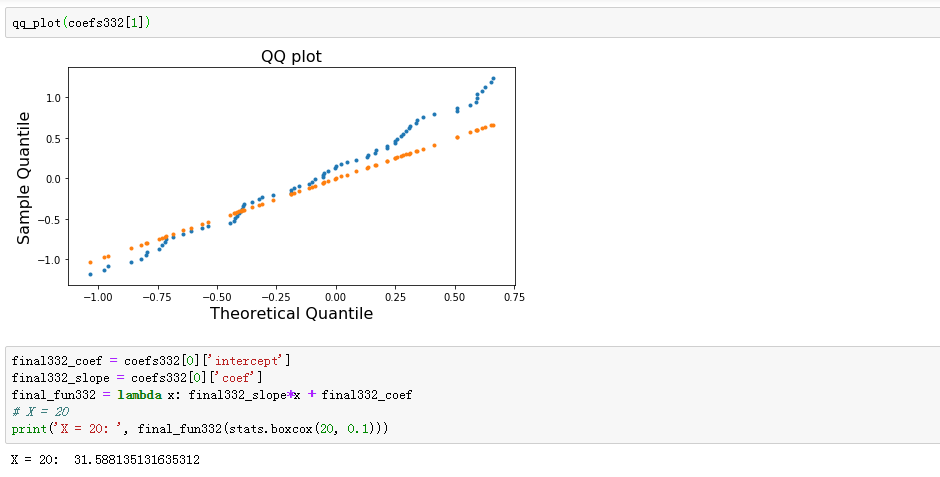 qq_plot(coefs332[1])
QQ plot
Sample Quantile
1.0
0.5
0.0
−0.5
−1.0
−1.00 −0.75 −0.50 −0.25 0.00 0.25 0.50 0.75
Theoretical Quantile
final332_coef = coefs332[0]['intercept']
final332_slope = coefs332[0]['coef']
final_fun332 = lambda x: final332_slope*x + final332_coef
# X = 20
print('X = 20: ', final_fun332(stats.boxcox(20, 0.1)))
X = 20:  31.588135131635312